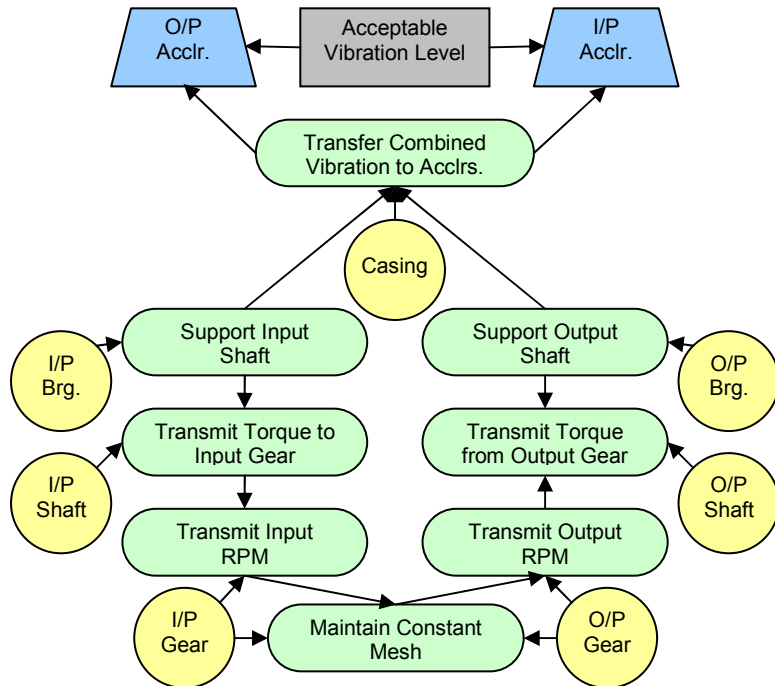 O/P
Acclr.
Acceptable
Vibration Level
I/P
Acclr.
Transfer Combined
Vibration to Acclrs.
Casing
Support Input
Shaft
Support Output
Shaft
I/P
Brg.
O/P
Brg.
Transmit Torque to
Input Gear
Transmit Torque
from Output Gear
I/P
Shaft
O/P
Shaft
Transmit Input
RPM
Transmit Output
RPM
I/P
Gear
Maintain Constant
Mesh
O/P
Gear